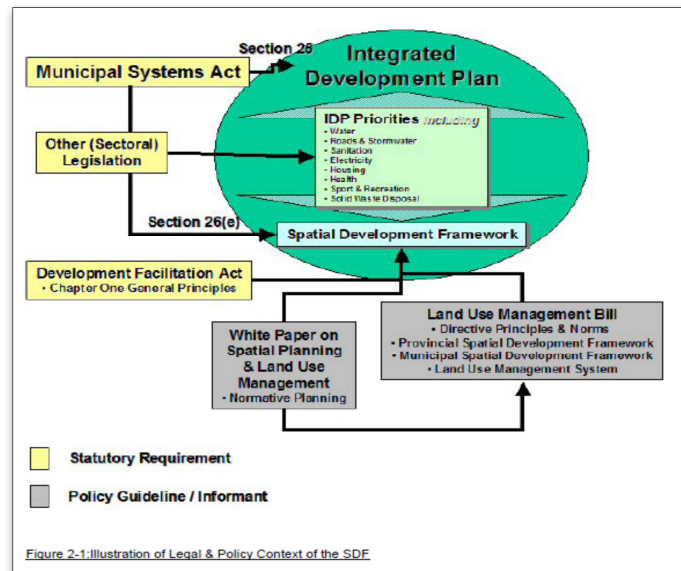 Section 25
Integrated
Development Plan
Municipal Systems Act
IDP Priorities including
• Water
• Roads & Stormwater
• Sanitation
• Electricity
• Housing
• Health
• Sport & Recreation
• Solid Waste Disposal
Other (Sectoral)
Legislation
Section 26(e)
Spatial Development Framework
Development Facilitation Act
• Chapter One General Principles
White Paper on
Spatial Planning
& Land Use
Management
• Normative Planning
Land Use Management Bill
• Directive Principles & Norms
• Provincial Spatial Development Framework
• Municipal Spatial Development Framework
• Land Use Management System
Statutory Requirement
Policy Guideline / Informant
Figure 2-1:Illustration of Legal & Policy Context of the SDF